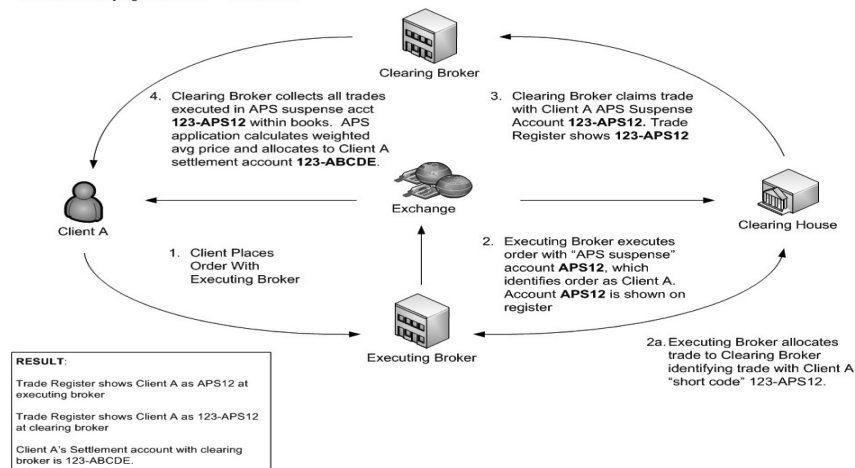 Clearing Broker
4. Clearing Broker collects all trades
executed in APS suspense acct
123-APS12 within books. APS
application calculates weighted
avg price and allocates to Client A
settlement account 123-ABCDE.
3. Clearing Broker claims trade
with Client A APS Suspense
Account 123-APS12. Trade
Register shows 123-APS12
Client A
Exchange
Clearing House
1. Client Places
Order With
Executing Broker
2. Executing Broker executes
order with "APS suspense"
account APS12, which
identifies order as Client A.
Account APS12 is shown on
register
Executing Broker
2a. Executing Broker allocates
trade to Clearing Broker
identifying trade with Client A
"short code" 123-APS12.
RESULT:
Trade Register shows Client A as APS12 at
executing broker
Trade Register shows Client A as 123-APS12
at clearing broker
Client A's Settlement account with clearing
broker is 123-ABCDE.